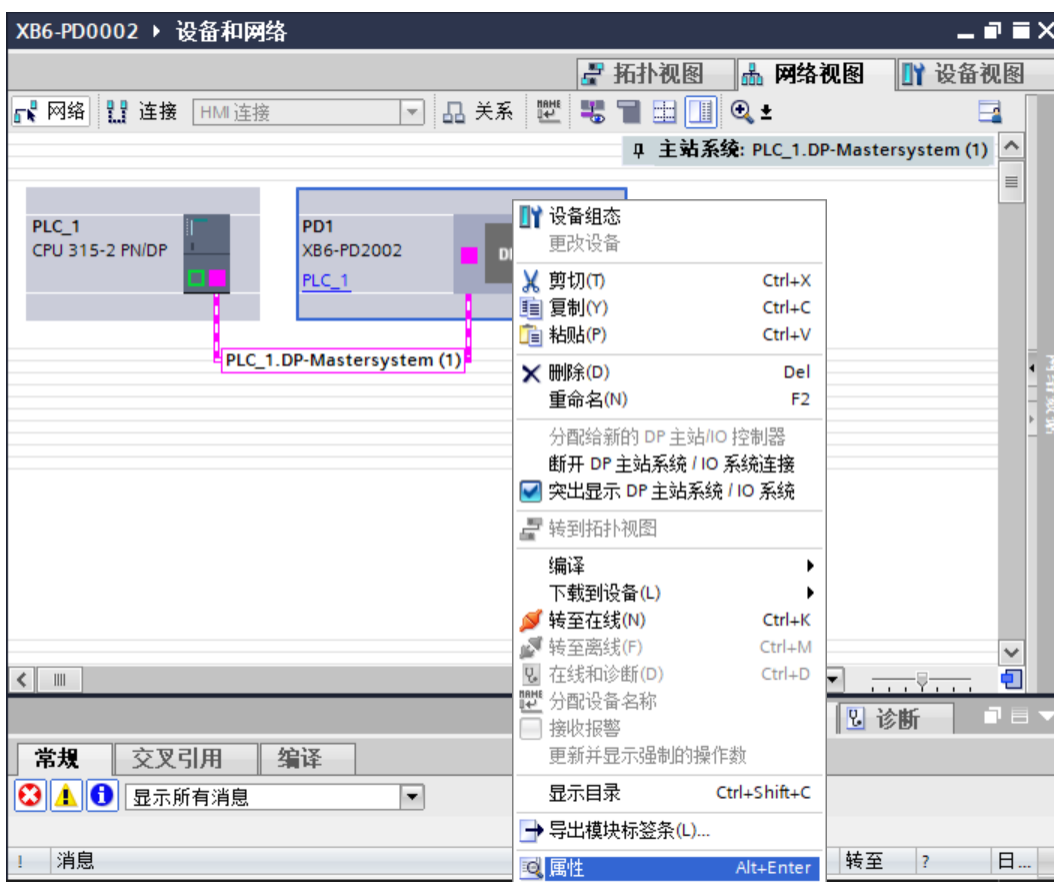 XB6-PD0002 ▸ 设备和网络
拓扑视图 网络视图 设备视图
网络 连接 HMI 连接 关系
主站系统: PLC_1.DP-Mastersystem (1)
PLC_1
CPU 315-2 PN/DP
PD1
XB6-PD2002
PLC_1
PLC_1.DP-Mastersystem (1)
设备组态
更改设备
剪切(T) Ctrl+X
复制(Y) Ctrl+C
粘贴(P) Ctrl+V
删除(D) Del
重命名(N) F2
分配给新的 DP 主站/IO 控制器
断开 DP 主站系统 / IO 系统连接
突出显示 DP 主站系统 / IO 系统
转到拓扑视图
编译
下载到设备(L)
转至在线(N) Ctrl+K
转至离线(F) Ctrl+M
在线和诊断(D) Ctrl+D
分配设备名称
接收报警
更新并显示强制的操作数
显示目录 Ctrl+Shift+C
导出模块标签条(L)...
属性 Alt+Enter
诊断
常规 交叉引用 编译
显示所有消息
! 消息 转至 ? 日...